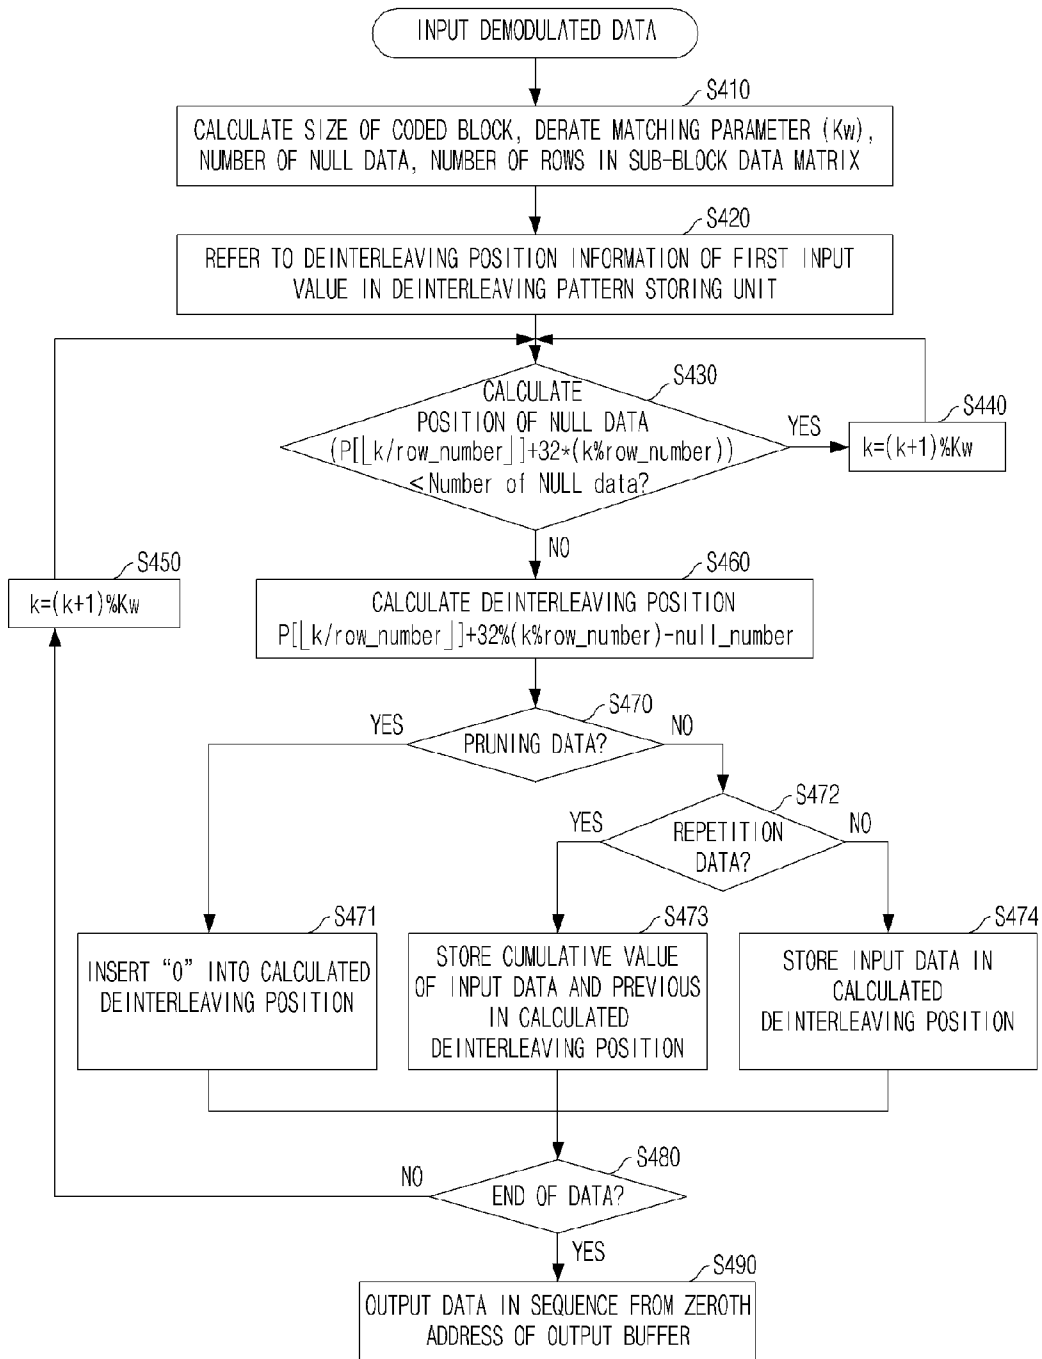 INPUT DEMODULATED DATA
S410
CALCULATE SIZE OF CODED BLOCK, DERATE MATCHING PARAMETER (Kw),
NUMBER OF NULL DATA, NUMBER OF ROWS IN SUB-BLOCK DATA MATRIX
S420
REFER TO DEINTERLEAVING POSITION INFORMATION OF FIRST INPUT
VALUE IN DEINTERLEAVING PATTERN STORING UNIT
S430
CALCULATE
POSITION OF NULL DATA
(P[⌊k/row_number⌋]+32*(k%row_number))
<Number of NULL data?
YES
S440
k=(k+1)%Kw
NO
S450
k=(k+1)%Kw
S460
CALCULATE DEINTERLEAVING POSITION
P[⌊k/row_number⌋]+32%(k%row_number)-null_number
S470
YES
PRUNING DATA?
NO
S472
YES
REPETITION
DATA?
NO
S471
INSERT “0” INTO CALCULATED
DEINTERLEAVING POSITION
S473
STORE CUMULATIVE VALUE
OF INPUT DATA AND PREVIOUS
IN CALCULATED
DEINTERLEAVING POSITION
S474
STORE INPUT DATA IN
CALCULATED
DEINTERLEAVING POSITION
S480
NO
END OF DATA?
YES
S490
OUTPUT DATA IN SEQUENCE FROM ZEROTH
ADDRESS OF OUTPUT BUFFER